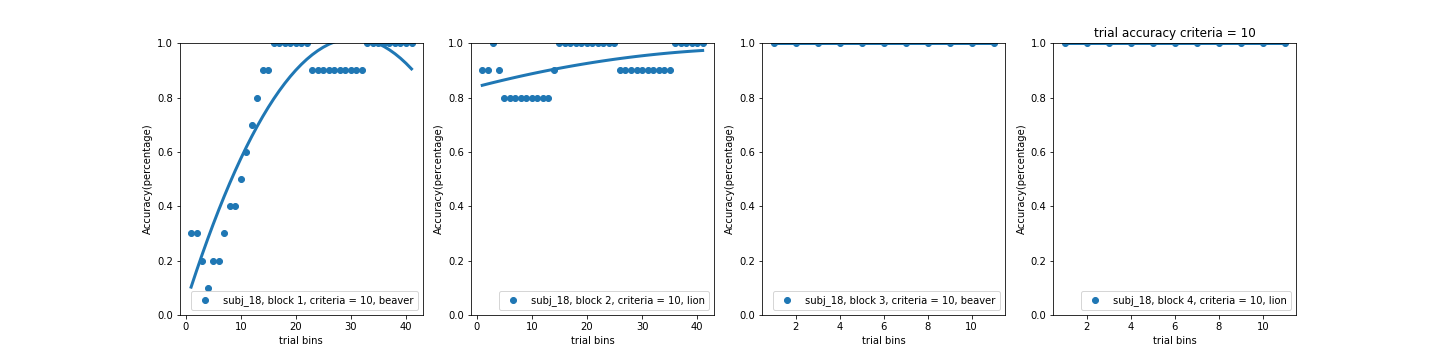 trial accuracy criteria = 10
1.0
0.8
0.6
0.4
0.2
0.0
Accuracy(percentage)
subj_18, block 1, criteria = 10, beaver
0 10 20 30 40
trial bins
1.0
0.8
0.6
0.4
0.2
0.0
Accuracy(percentage)
subj_18, block 2, criteria = 10, lion
0 10 20 30 40
trial bins
1.0
0.8
0.6
0.4
0.2
0.0
Accuracy(percentage)
subj_18, block 3, criteria = 10, beaver
2 4 6 8 10
trial bins
1.0
0.8
0.6
0.4
0.2
0.0
Accuracy(percentage)
subj_18, block 4, criteria = 10, lion
2 4 6 8 10
trial bins